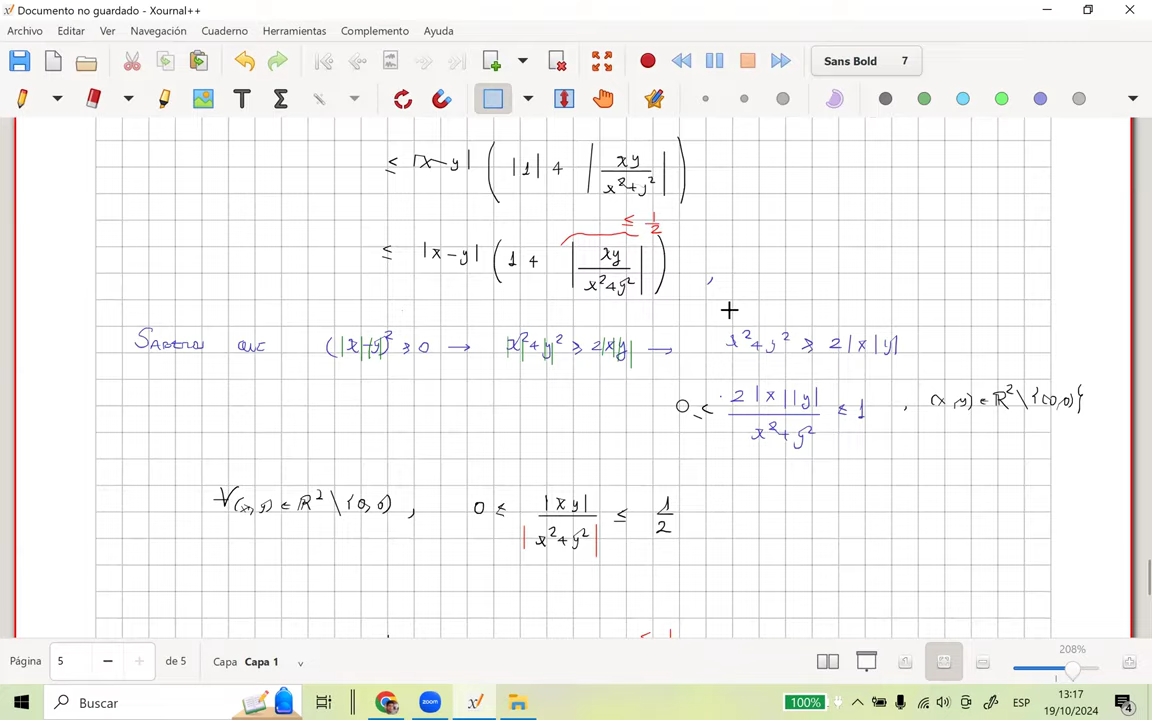 Documento no guardado - Xournal++
Archivo Editar Ver Navegación Cuaderno Herramientas Complemento Ayuda
Sans Bold 7
≤ |x-y| ( |1| + | xy / x²+y² | )
≤ 1/2
≤ |x-y| ( 1 + | xy / x²+y² | ) ,
Sabemos que (|x|-|y|)² ≥ 0 → |x|²+|y|² ≥ 2|x||y| → x²+y² ≥ 2|x||y|
0 ≤ 2|x||y| / x²+y² ≤ 1 , (x,y) ∈ ℝ² \ {(0,0)}
∀(x,y) ∈ ℝ² \ {(0,0) , 0 ≤ |xy| / |x²+y²| ≤ 1/2
Página 5 de 5 Capa Capa 1 208%
Buscar 100% ESP 13:17
19/10/2024 4